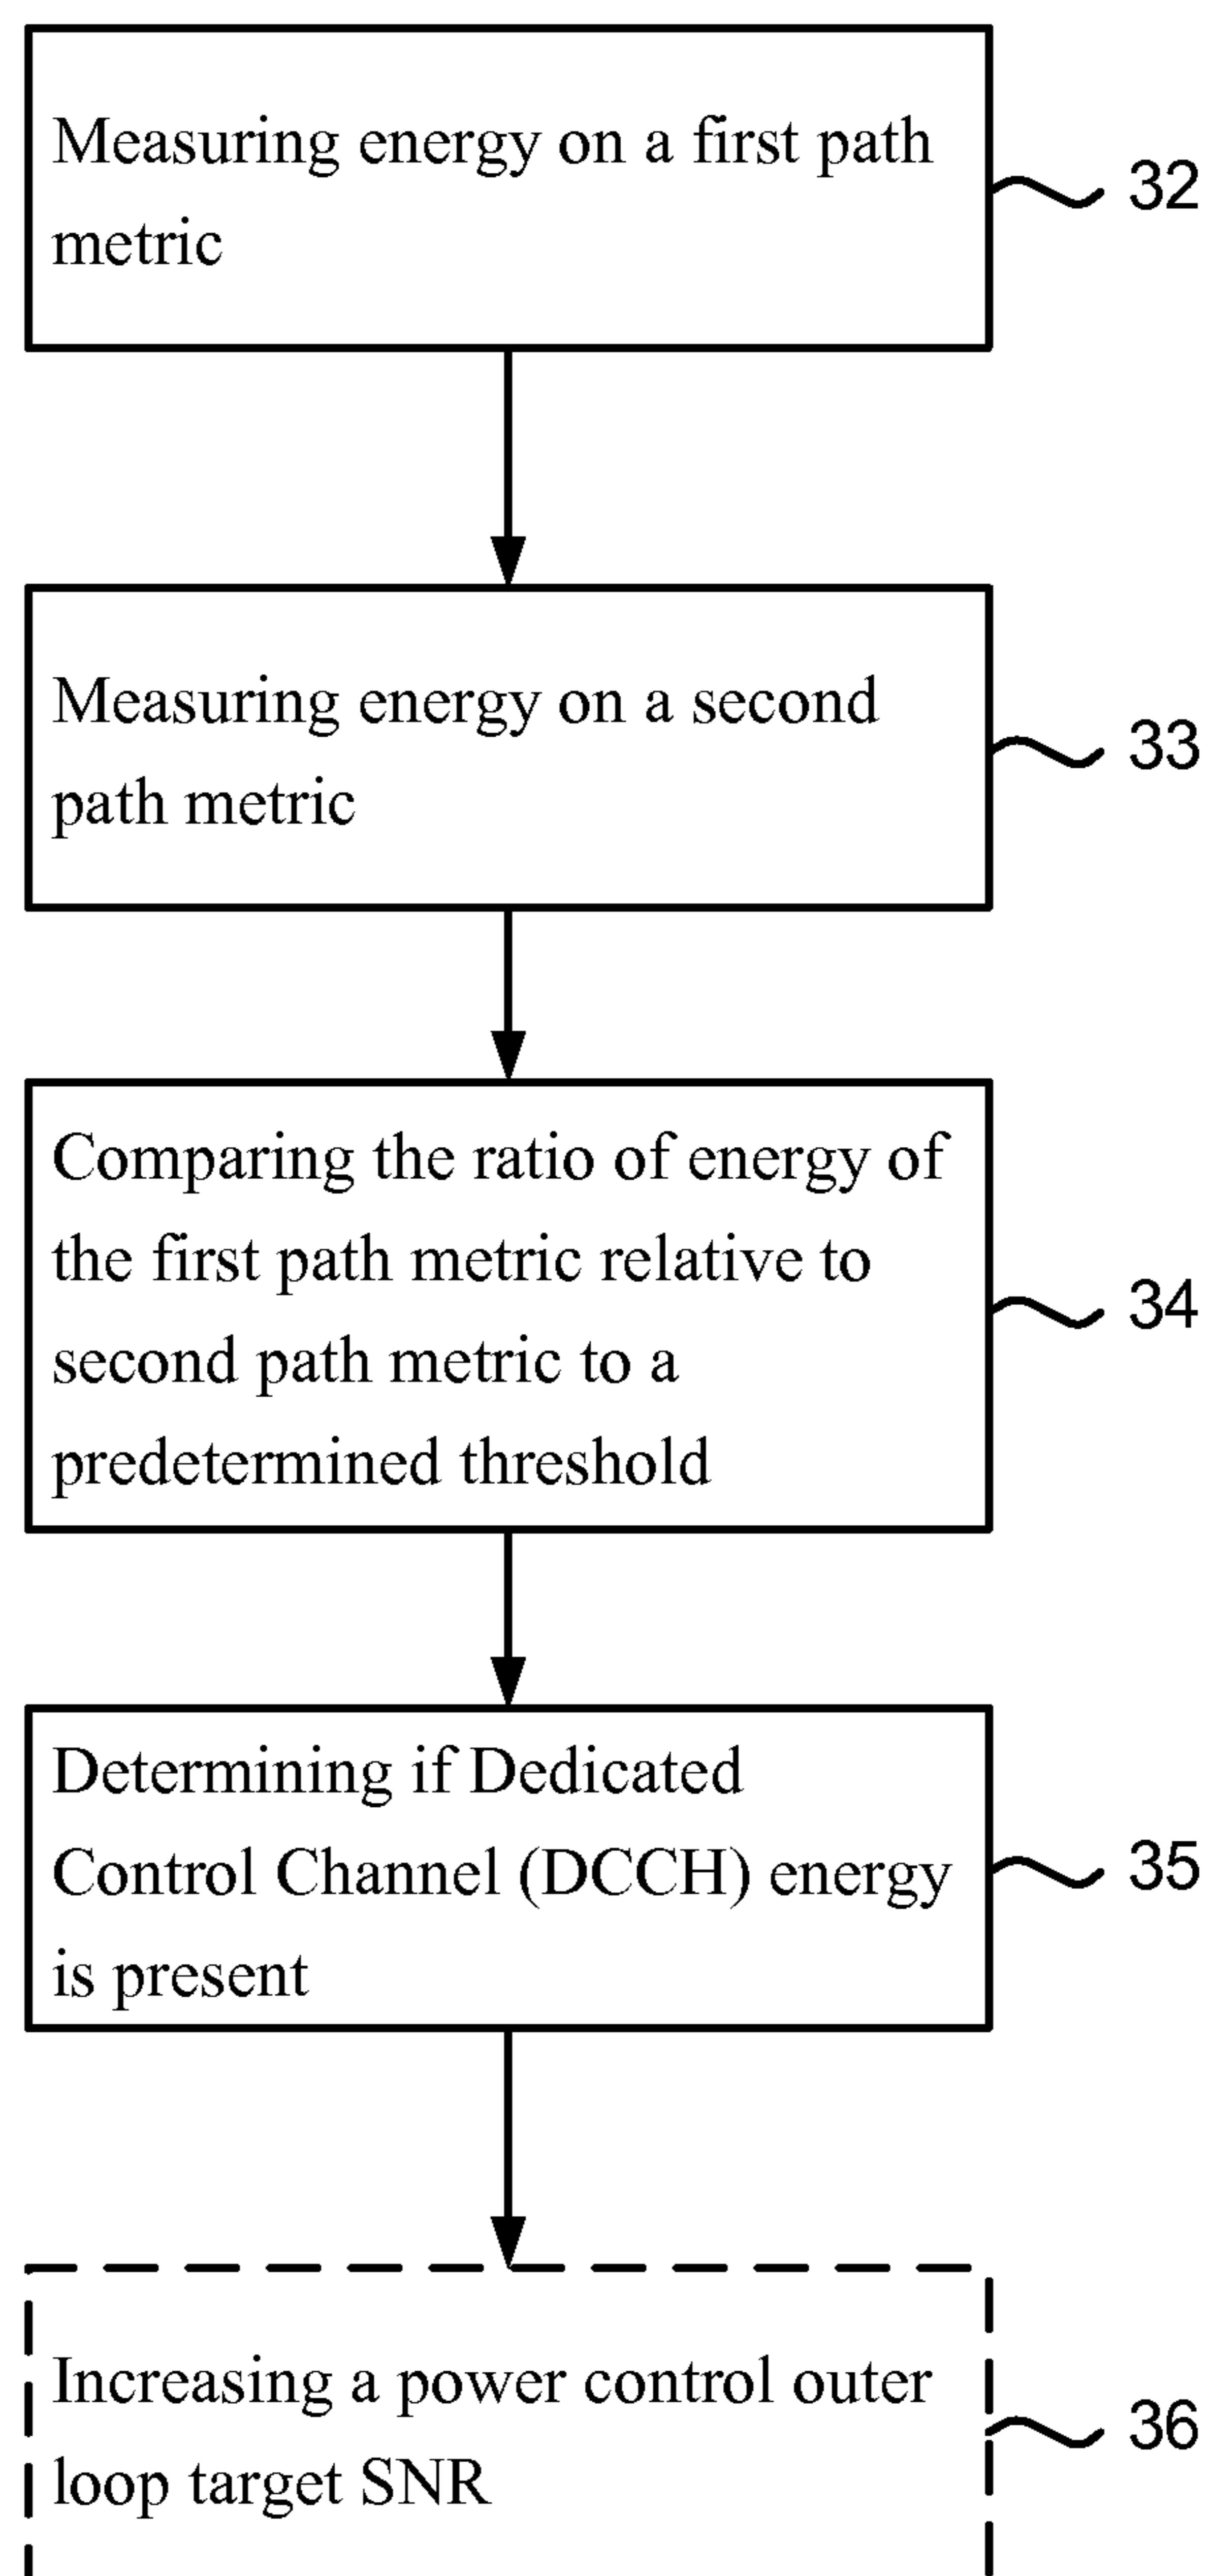 Measuring energy on a first path
metric
32
Measuring energy on a second
path metric
33
Comparing the ratio of energy of
the first path metric relative to
second path metric to a
predetermined threshold
34
Determining if Dedicated
Control Channel (DCCH) energy
is present
35
Increasing a power control outer
loop target SNR
36